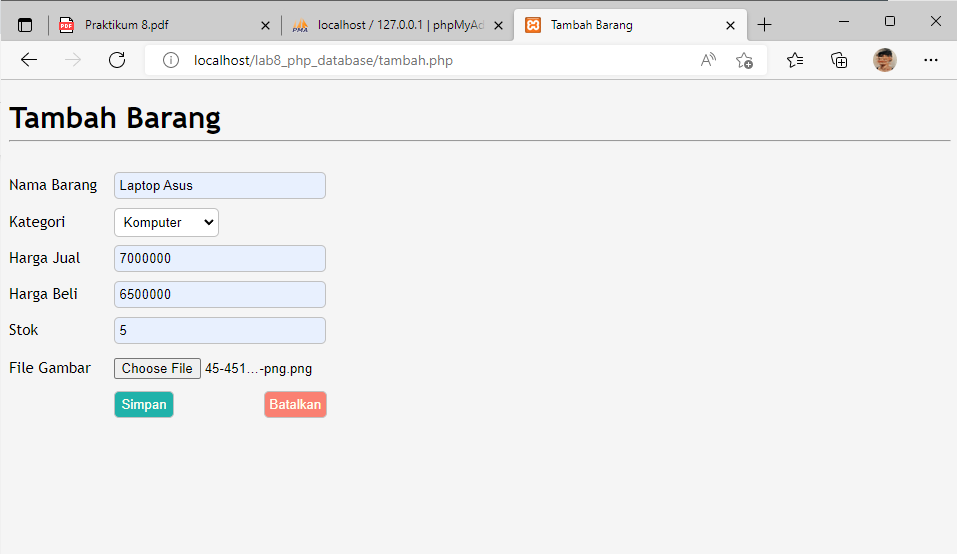 Praktikum 8.pdf
localhost / 127.0.0.1 | phpMyAd
Tambah Barang
localhost/lab8_php_database/tambah.php
Tambah Barang
Nama Barang Laptop Asus
Kategori Komputer
Harga Jual 7000000
Harga Beli 6500000
Stok 5
File Gambar Choose File 45-451...-png.png
Simpan Batalkan